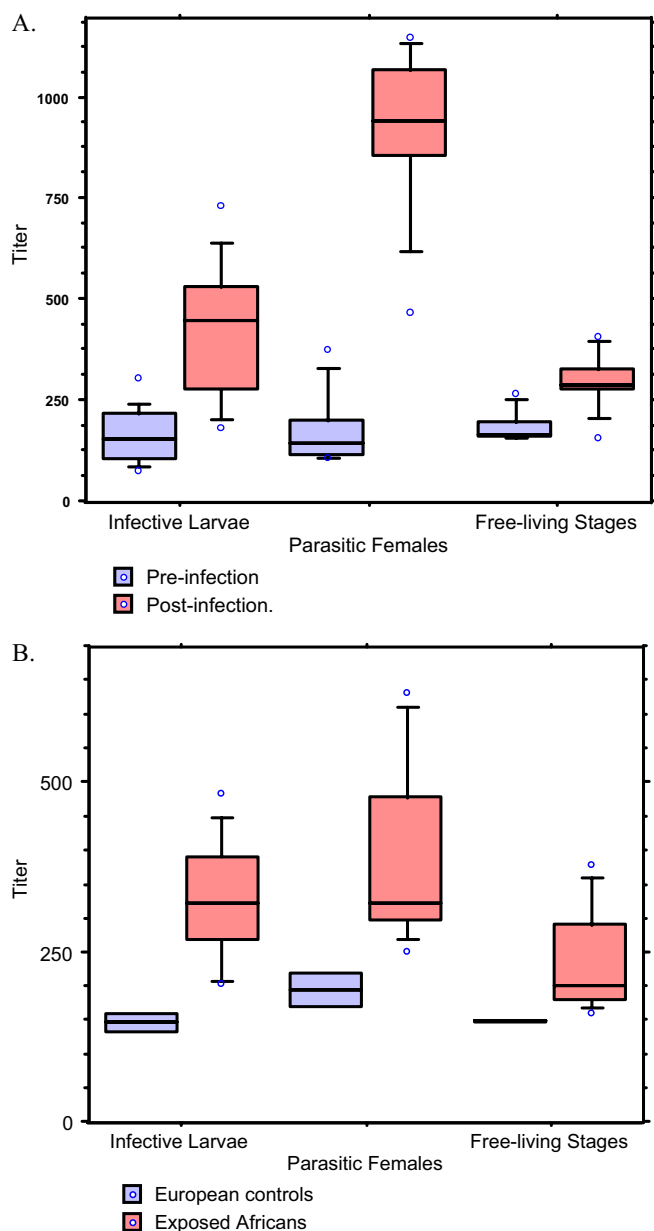 A.
1000
750
500
250
0
Titer
Infective Larvae
Free-living Stages
Parasitic Females
Pre-infection
Post-infection.
B.
500
250
0
Titer
Infective Larvae
Free-living Stages
Parasitic Females
European controls
Exposed Africans